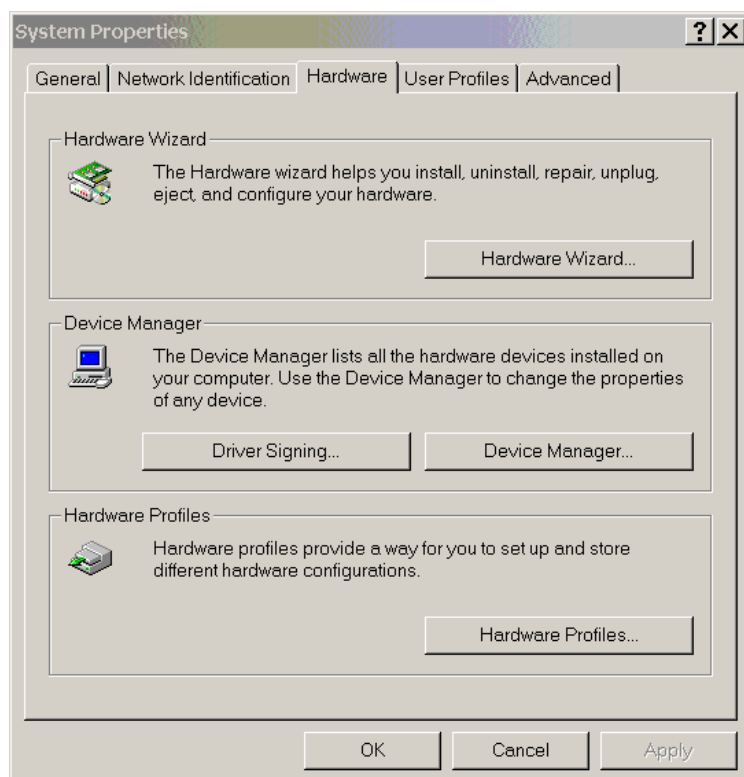 System Properties
General
Network Identification
Hardware
User Profiles
Advanced
Hardware Wizard
The Hardware wizard helps you install, uninstall, repair, unplug,
eject, and configure your hardware.
Hardware Wizard...
Device Manager
The Device Manager lists all the hardware devices installed on
your computer. Use the Device Manager to change the properties
of any device.
Driver Signing...
Device Manager...
Hardware Profiles
Hardware profiles provide a way for you to set up and store
different hardware configurations.
Hardware Profiles...
OK
Cancel
Apply